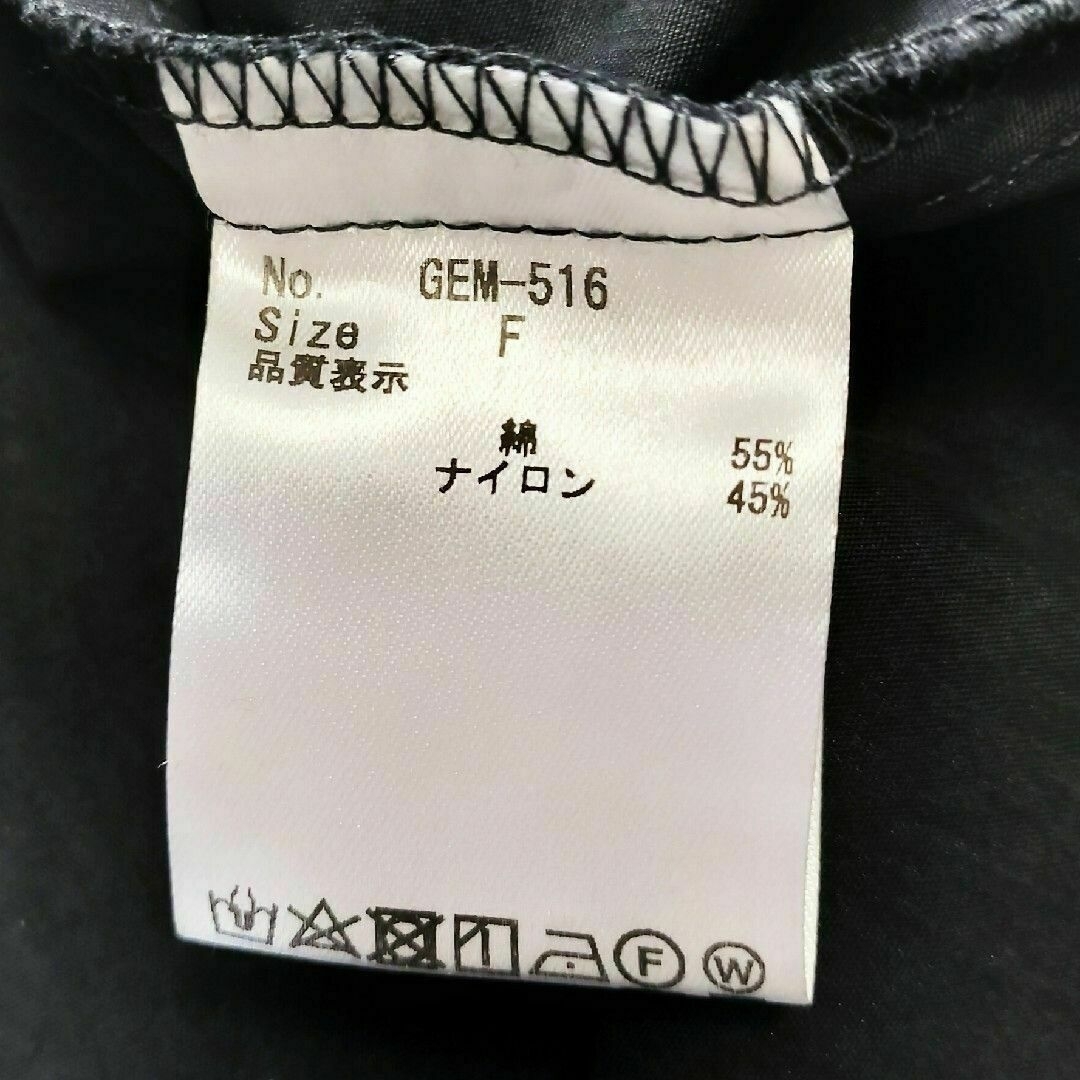 No. GEM-516
Size F
品質表示
綿 55%
ナイロン 45%
F W